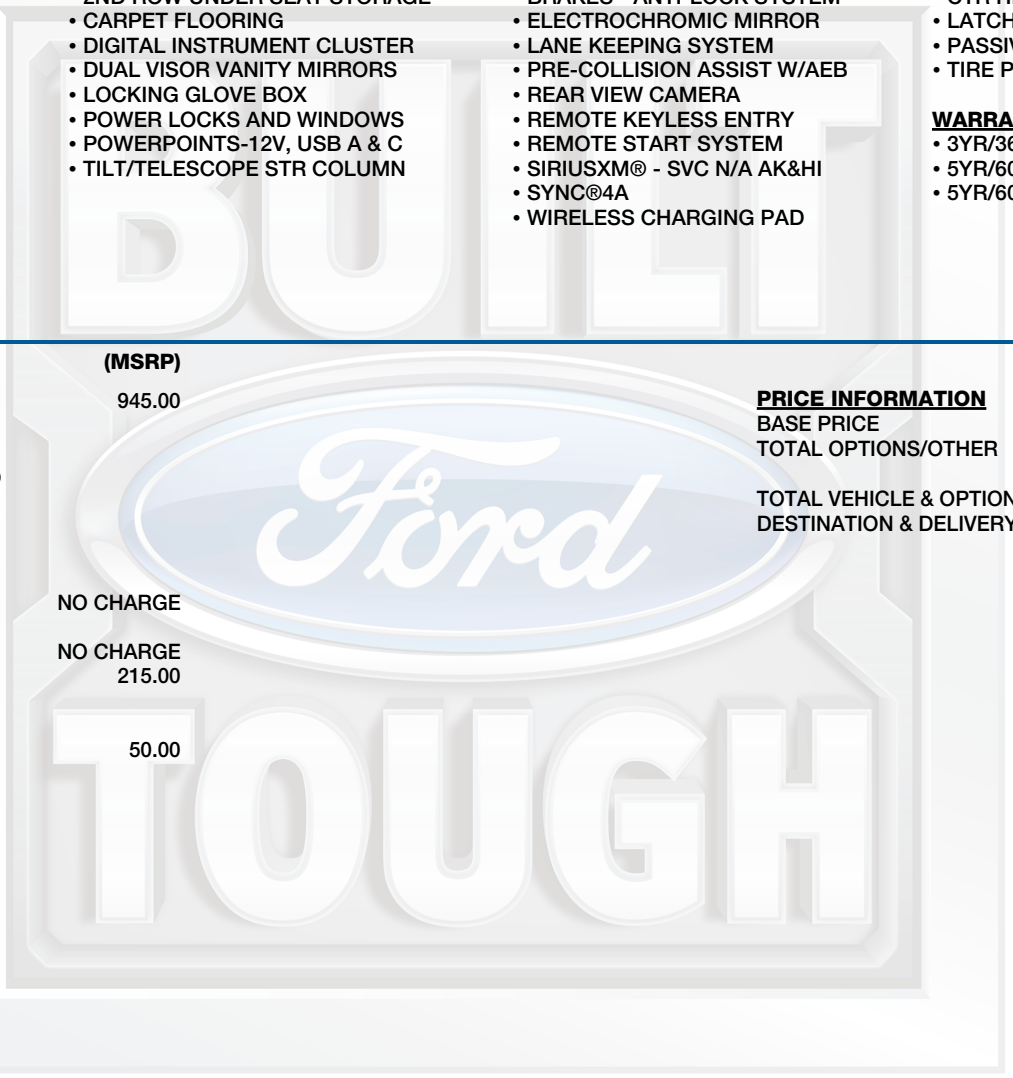 2ND ROW UNDER SEAT STORAGE
• CARPET FLOORING
• DIGITAL INSTRUMENT CLUSTER
• DUAL VISOR VANITY MIRRORS
• LOCKING GLOVE BOX
• POWER LOCKS AND WINDOWS
• POWERPOINTS-12V, USB A & C
• TILT/TELESCOPE STR COLUMN
BRAKES - ANTI-LOCK SYSTEM
• ELECTROCHROMIC MIRROR
• LANE KEEPING SYSTEM
• PRE-COLLISION ASSIST W/AEB
• REAR VIEW CAMERA
• REMOTE KEYLESS ENTRY
• REMOTE START SYSTEM
• SIRIUSXM® - SVC N/A AK&HI
• SYNC®4A
• WIRELESS CHARGING PAD
• LATCH
• PASSIV
• TIRE P
WARRA
• 3YR/36
• 5YR/60
• 5YR/60
BUILT
(MSRP)
945.00
NO CHARGE
NO CHARGE
215.00
50.00
Ford
PRICE INFORMATION
BASE PRICE
TOTAL OPTIONS/OTHER
TOTAL VEHICLE & OPTION
DESTINATION & DELIVERY
TOUGH